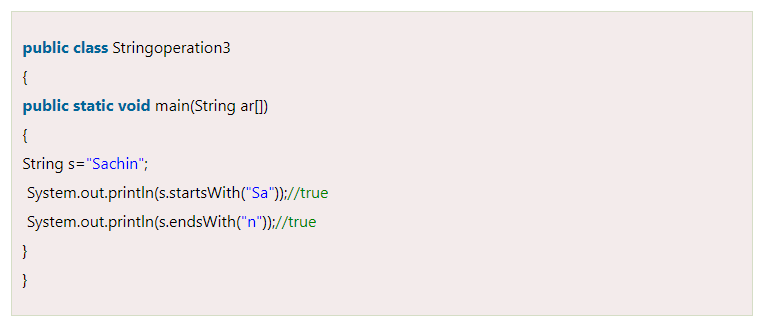 public class Stringoperation3
{
public static void main(String ar[])
{
String s="Sachin";
System.out.println(s.startsWith("Sa"));//true
System.out.println(s.endsWith("n"));//true
}
}